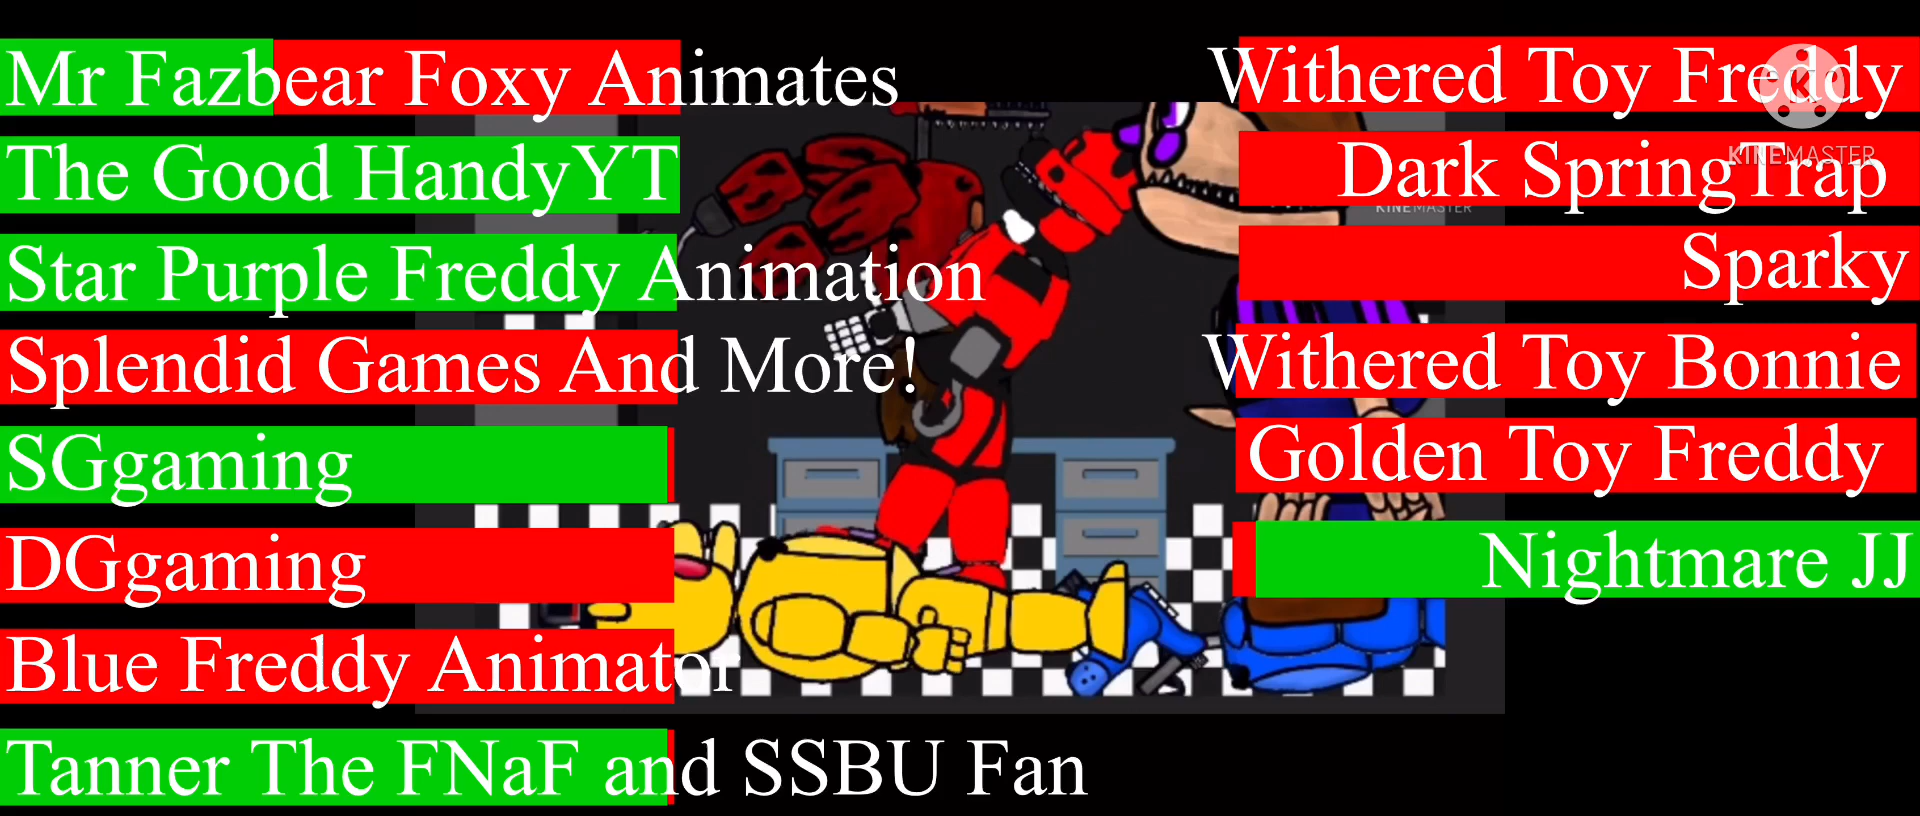 Mr Fazbear Foxy Animates
The Good HandyYT
Star Purple Freddy Animation
Splendid Games And More!
SGgaming
DGgaming
Blue Freddy Animator
Tanner The FNaF and SSBU Fan
Withered Toy Freddy
K
KINEMASTER
Dark SpringTrap
KINEMASTER
Sparky
Withered Toy Bonnie
Golden Toy Freddy
Nightmare JJ